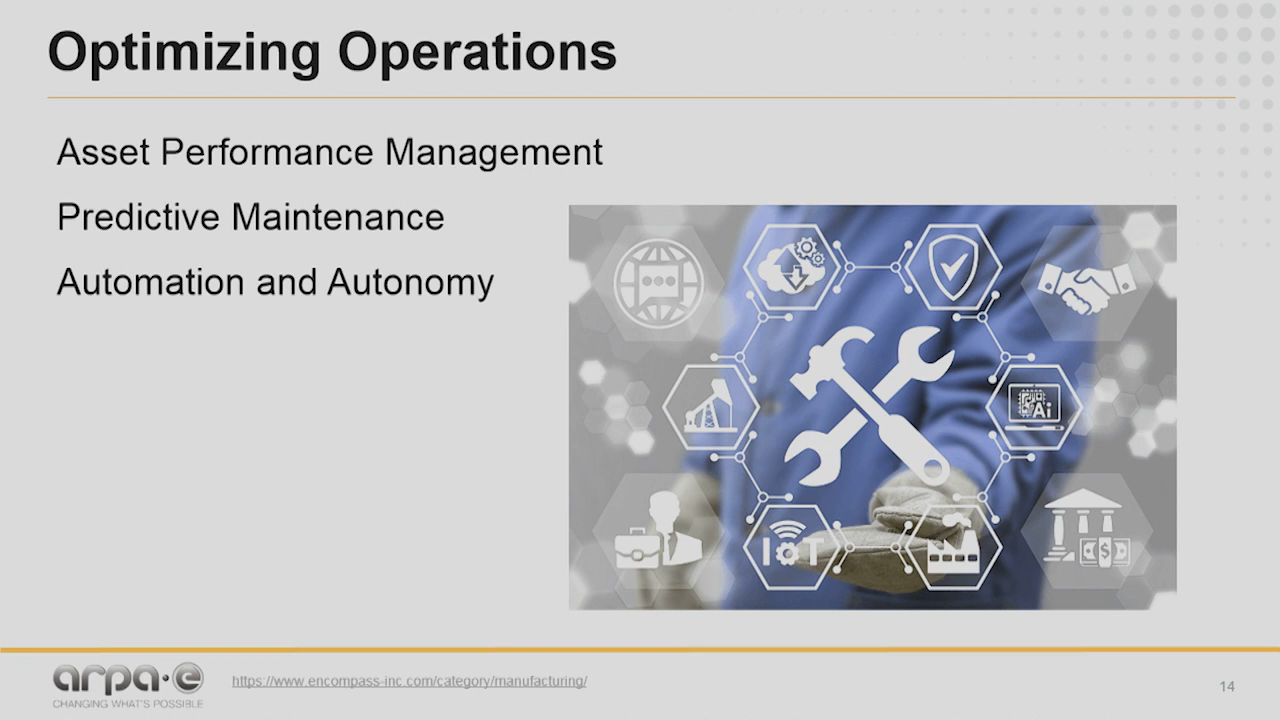 Optimizing Operations
Asset Performance Management
Predictive Maintenance
Automation and Autonomy
Ai
IoT
$
arpa·e
CHANGING WHAT'S POSSIBLE
https://www.encompass-inc.com/category/manufacturing/
14